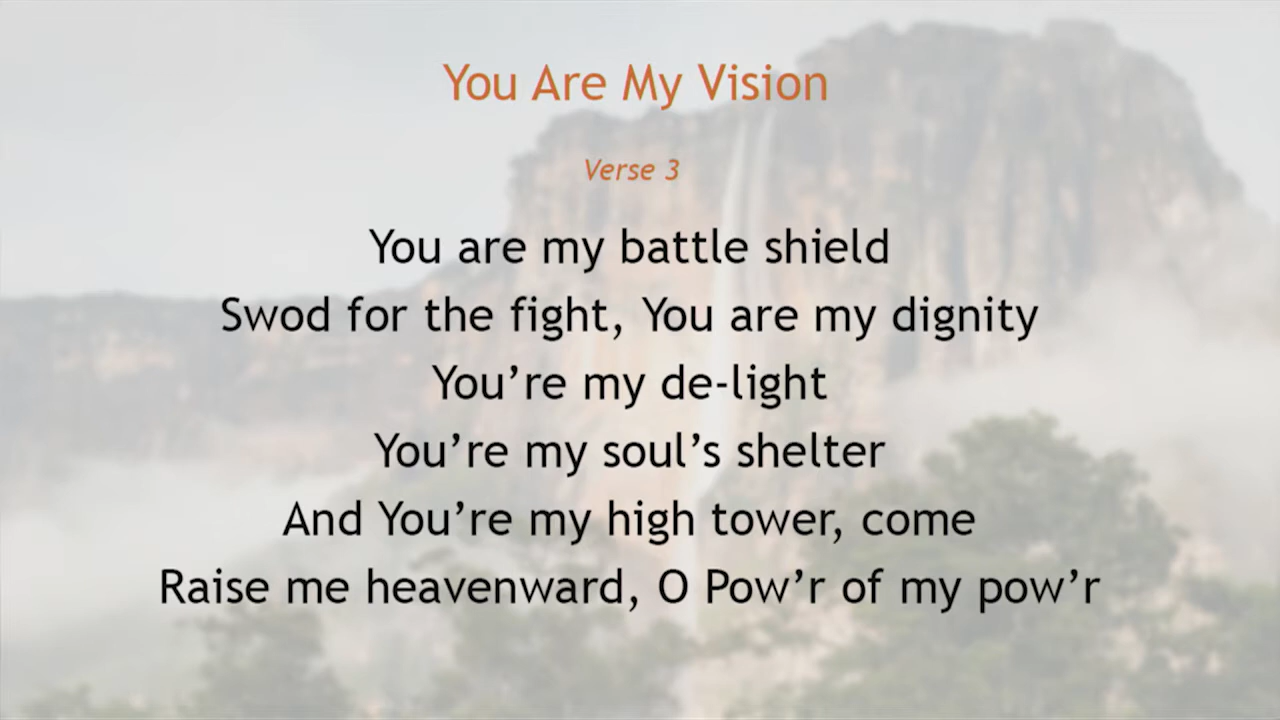 You Are My Vision
Verse 3
You are my battle shield
Swod for the fight, You are my dignity
You’re my de-light
You’re my soul’s shelter
And You’re my high tower, come
Raise me heavenward, O Pow’r of my pow’r